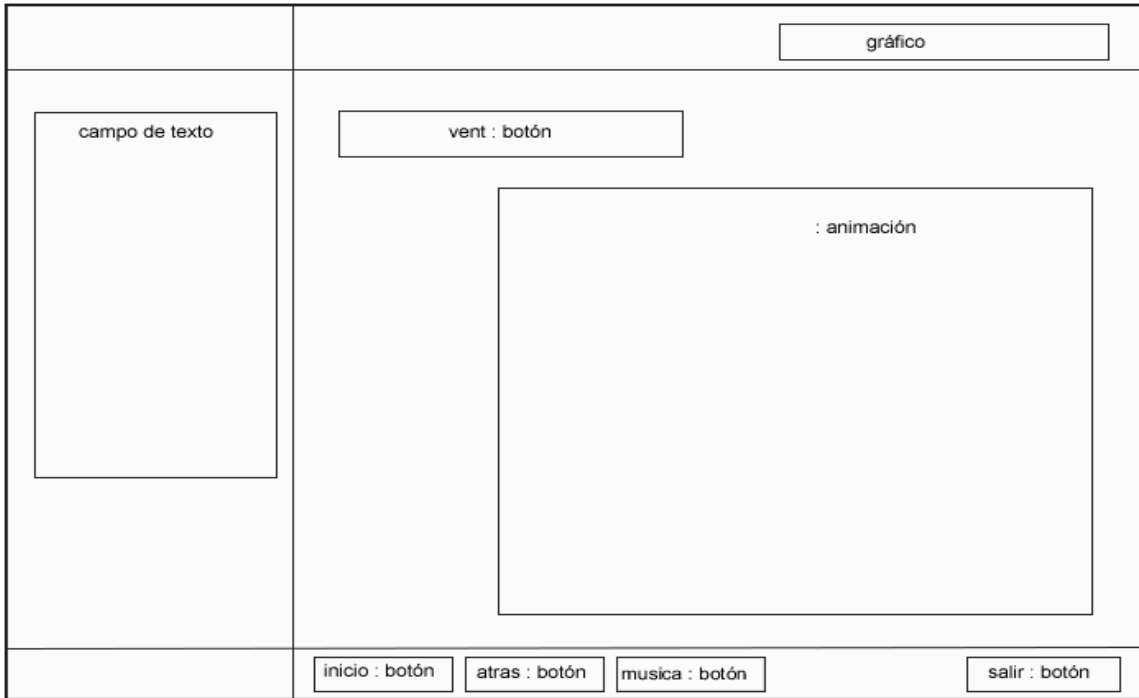 gráfico
campo de texto
vent : botón
: animación
inicio : botón
atras : botón
musica : botón
salir : botón